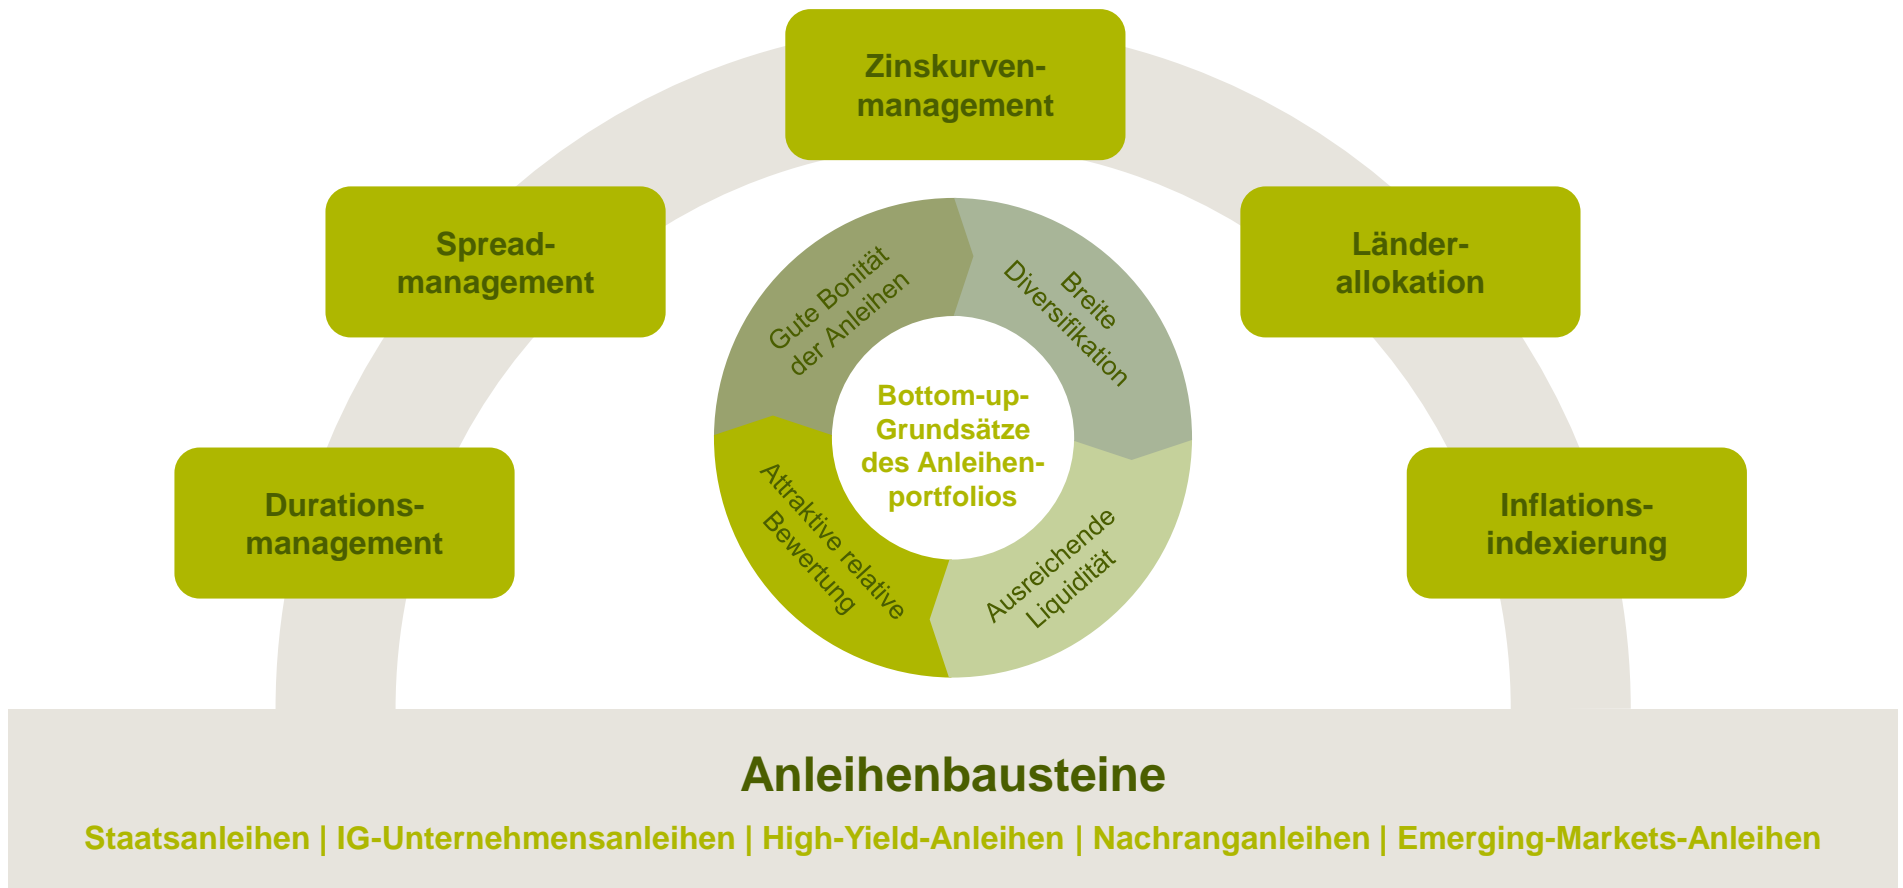 Zinskurven-
management
Spread-
management
Länder-
allokation
Durations-
management
Inflations-
indexierung
Gute Bonität
der Anleihen
Breite
Diversifikation
Bottom-up-
Grundsätze
des Anleihen-
portfolios
Attraktive relative
Bewertung
Ausreichende
Liquidität
Anleihenbausteine
Staatsanleihen | IG-Unternehmensanleihen | High-Yield-Anleihen | Nachranganleihen | Emerging-Markets-Anleihen